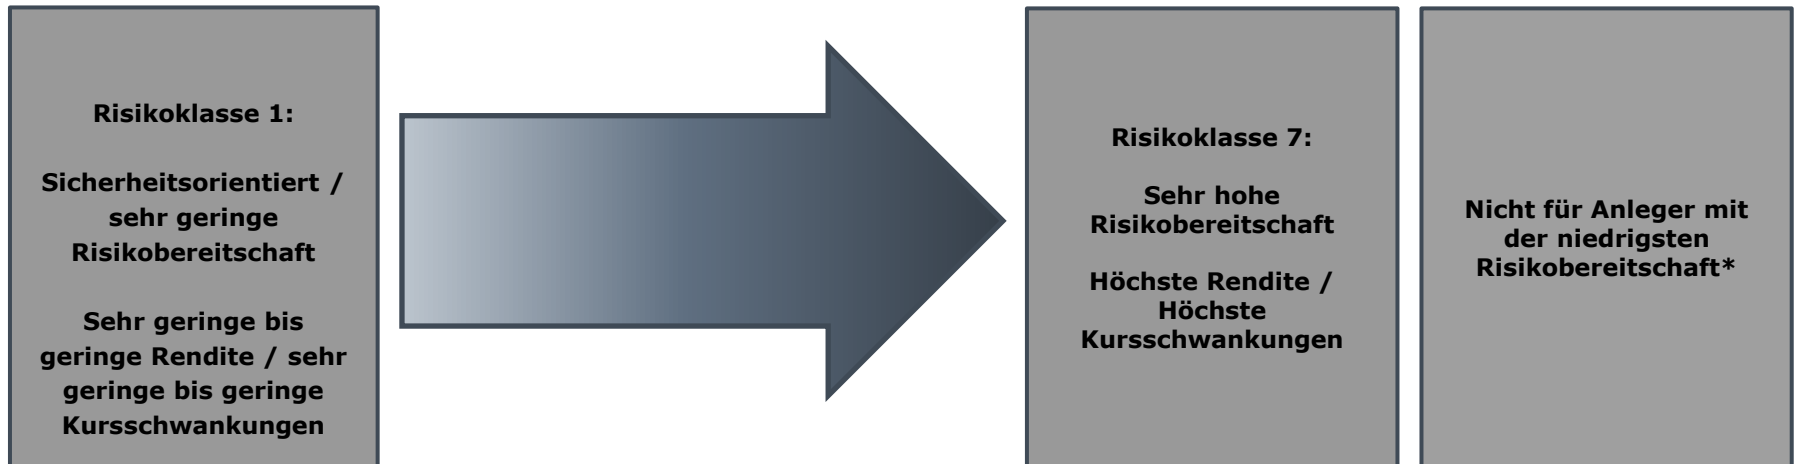 Risikoklasse 1:
Sicherheitsorientiert /
sehr geringe
Risikobereitschaft
Sehr geringe bis
geringe Rendite / sehr
geringe bis geringe
Kursschwankungen
Risikoklasse 7:
Sehr hohe
Risikobereitschaft
Höchste Rendite /
Höchste
Kursschwankungen
Nicht für Anleger mit
der niedrigsten
Risikobereitschaft*